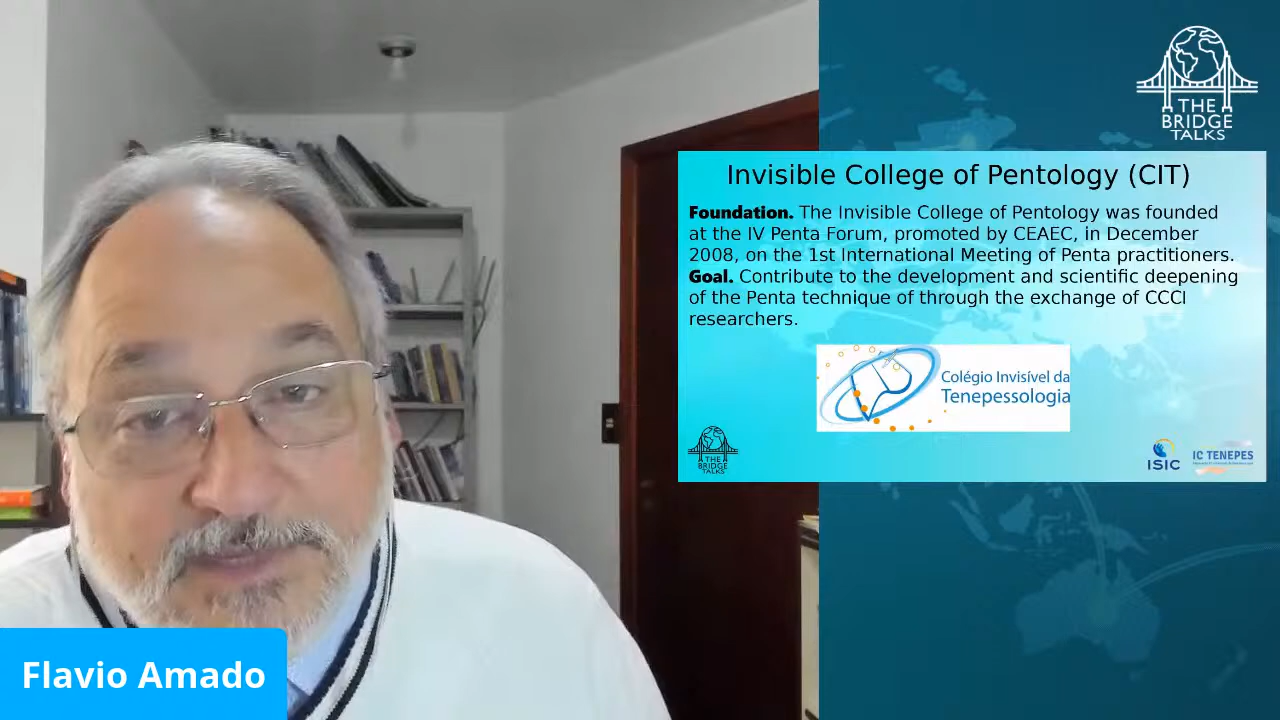 THE
BRIDGE
TALKS
Invisible College of Pentology (CIT)
Foundation. The Invisible College of Pentology was founded
at the IV Penta Forum, promoted by CEAEC, in December
2008, on the 1st International Meeting of Penta practitioners.
Goal. Contribute to the development and scientific deepening
of the Penta technique of through the exchange of CCCI
researchers.
Colégio Invisível da
Tenepessologia
THE
BRIDGE
TALKS
ISIC
IC TENEPES
Flavio Amado